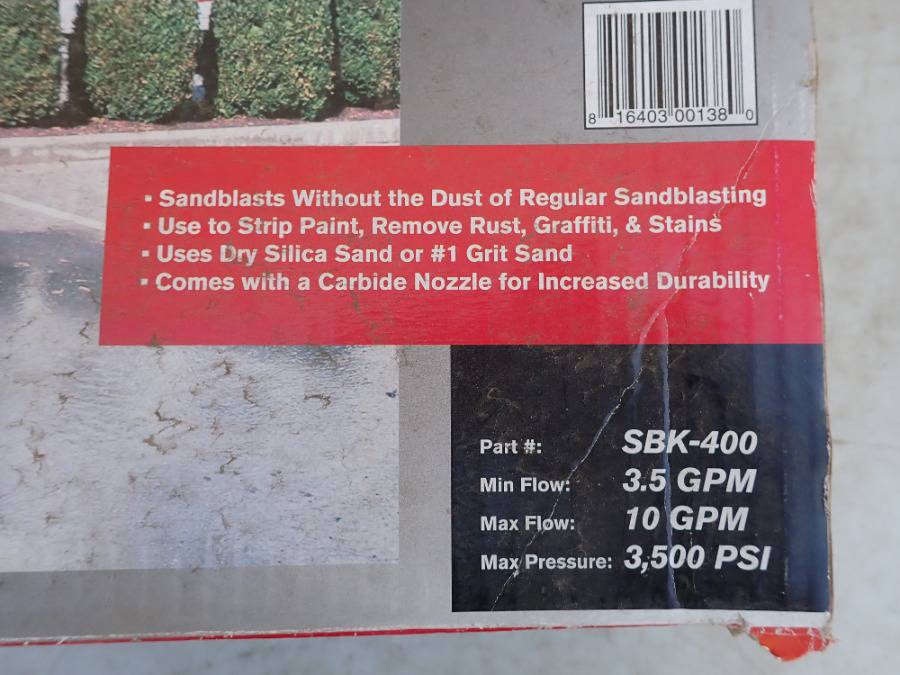 8 16403 00138 0
▪ Sandblasts Without the Dust of Regular Sandblasting
▪ Use to Strip Paint, Remove Rust, Graffiti, & Stains
▪ Uses Dry Silica Sand or #1 Grit Sand
▪ Comes with a Carbide Nozzle for Increased Durability
Part #: SBK-400
Min Flow: 3.5 GPM
Max Flow: 10 GPM
Max Pressure: 3,500 PSI